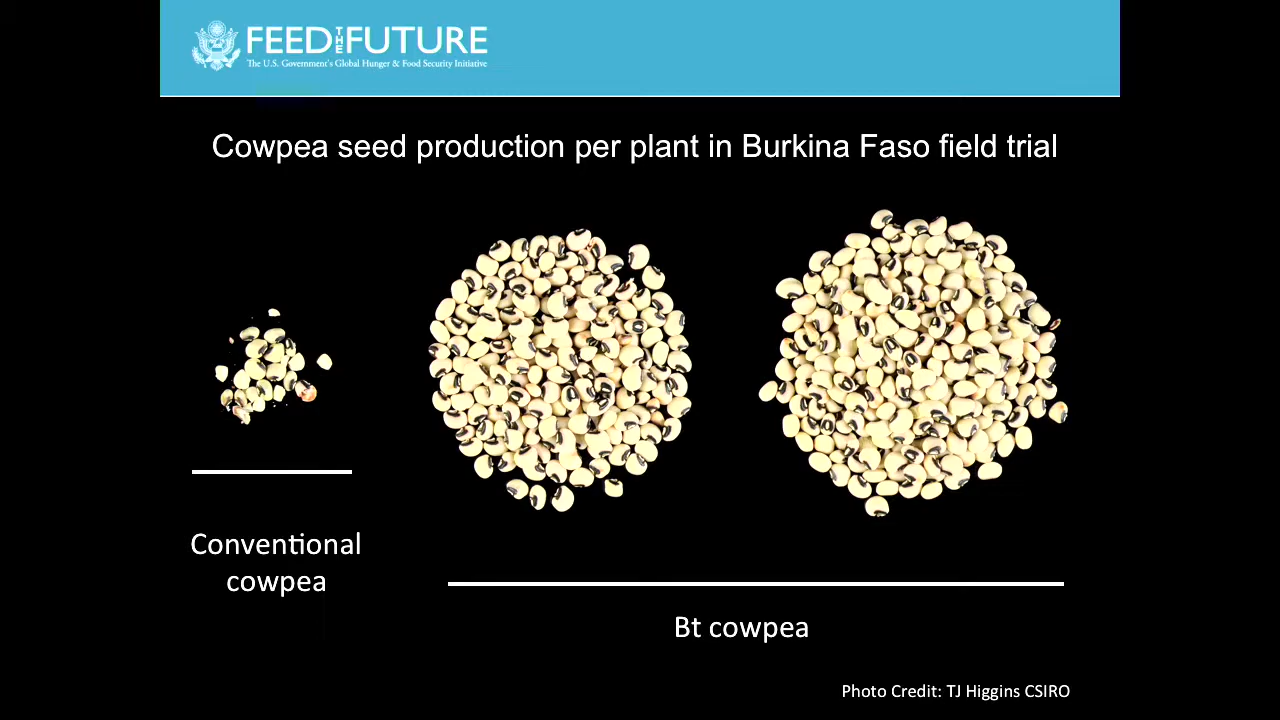 FEED THE FUTURE
The U.S. Government's Global Hunger & Food Security Initiative
Cowpea seed production per plant in Burkina Faso field trial
Conventional
cowpea
Bt cowpea
Photo Credit: TJ Higgins CSIRO